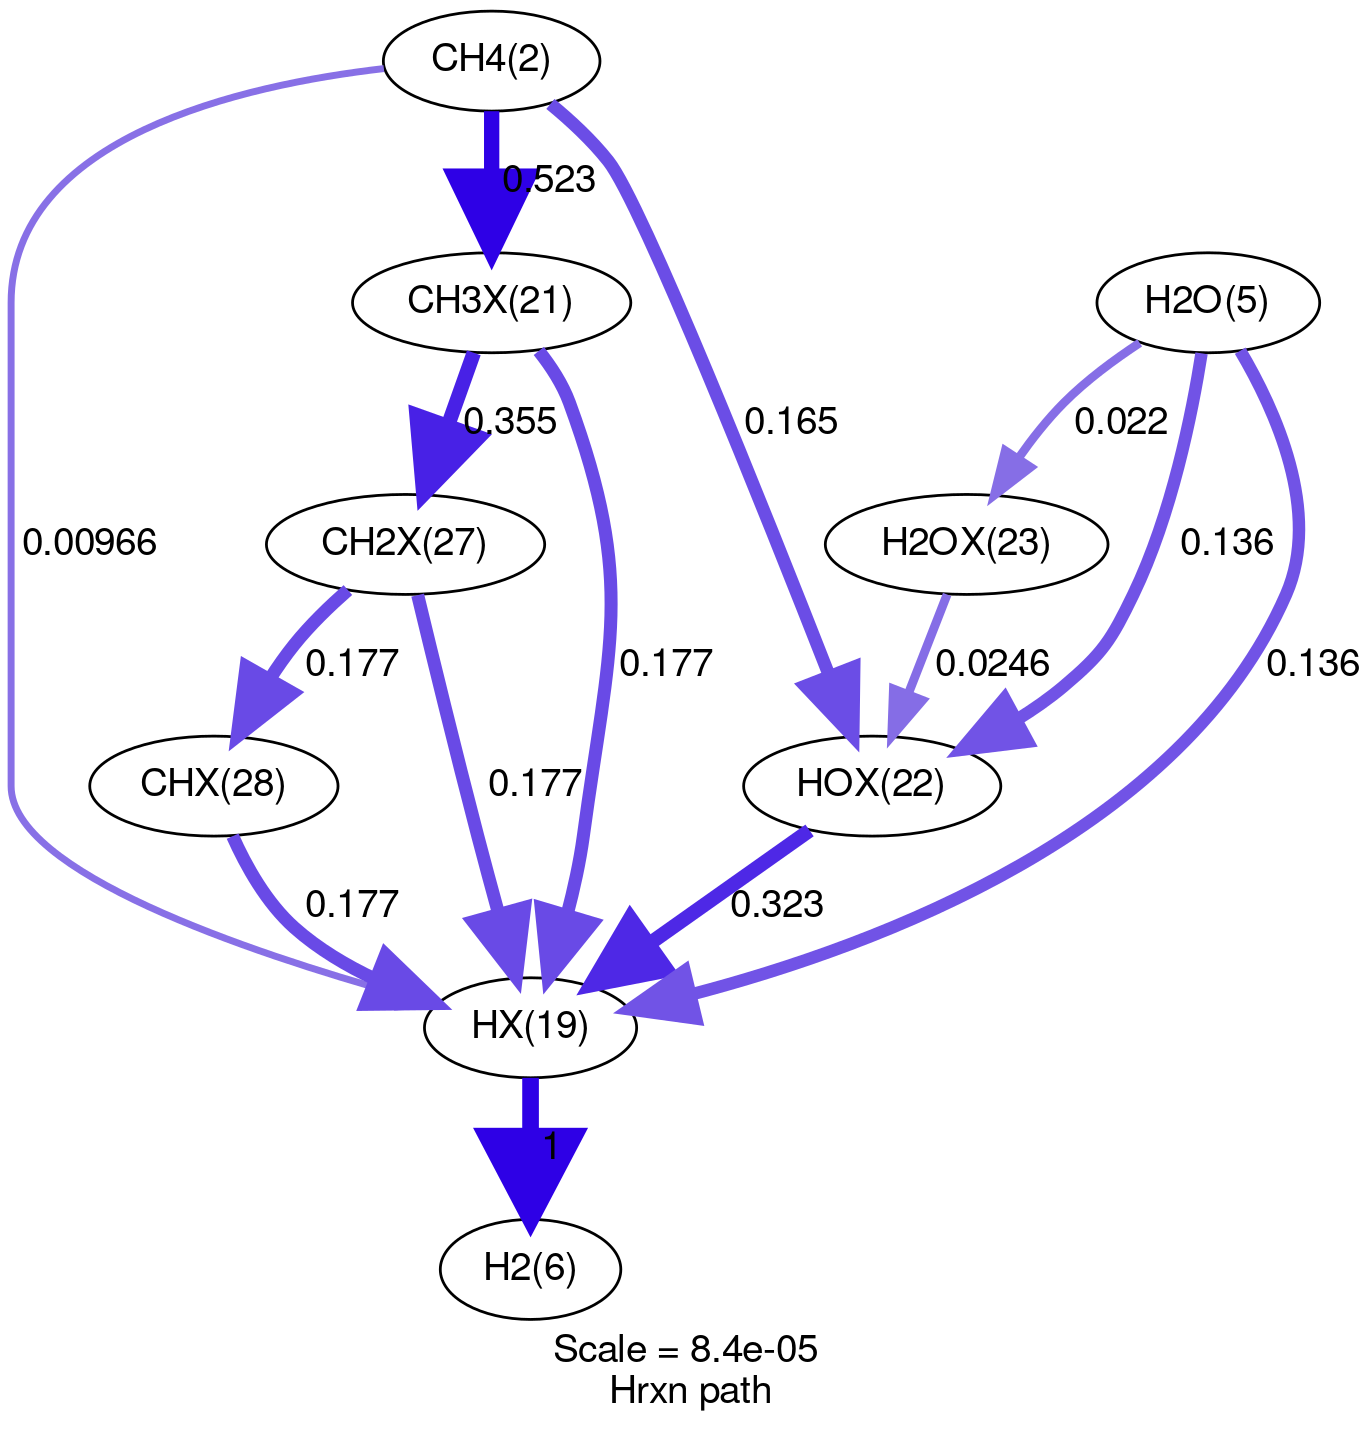 CH4(2)
0.523
CH3X(21)
H2O(5)
0.355
0.165
0.022
0.00966
CH2X(27)
H2OX(23)
0.136
0.177
0.177
0.0246
0.136
CHX(28)
0.177
HOX(22)
0.177
0.323
HX(19)
1
H2(6)
Scale = 8.4e-05
Hrxn path